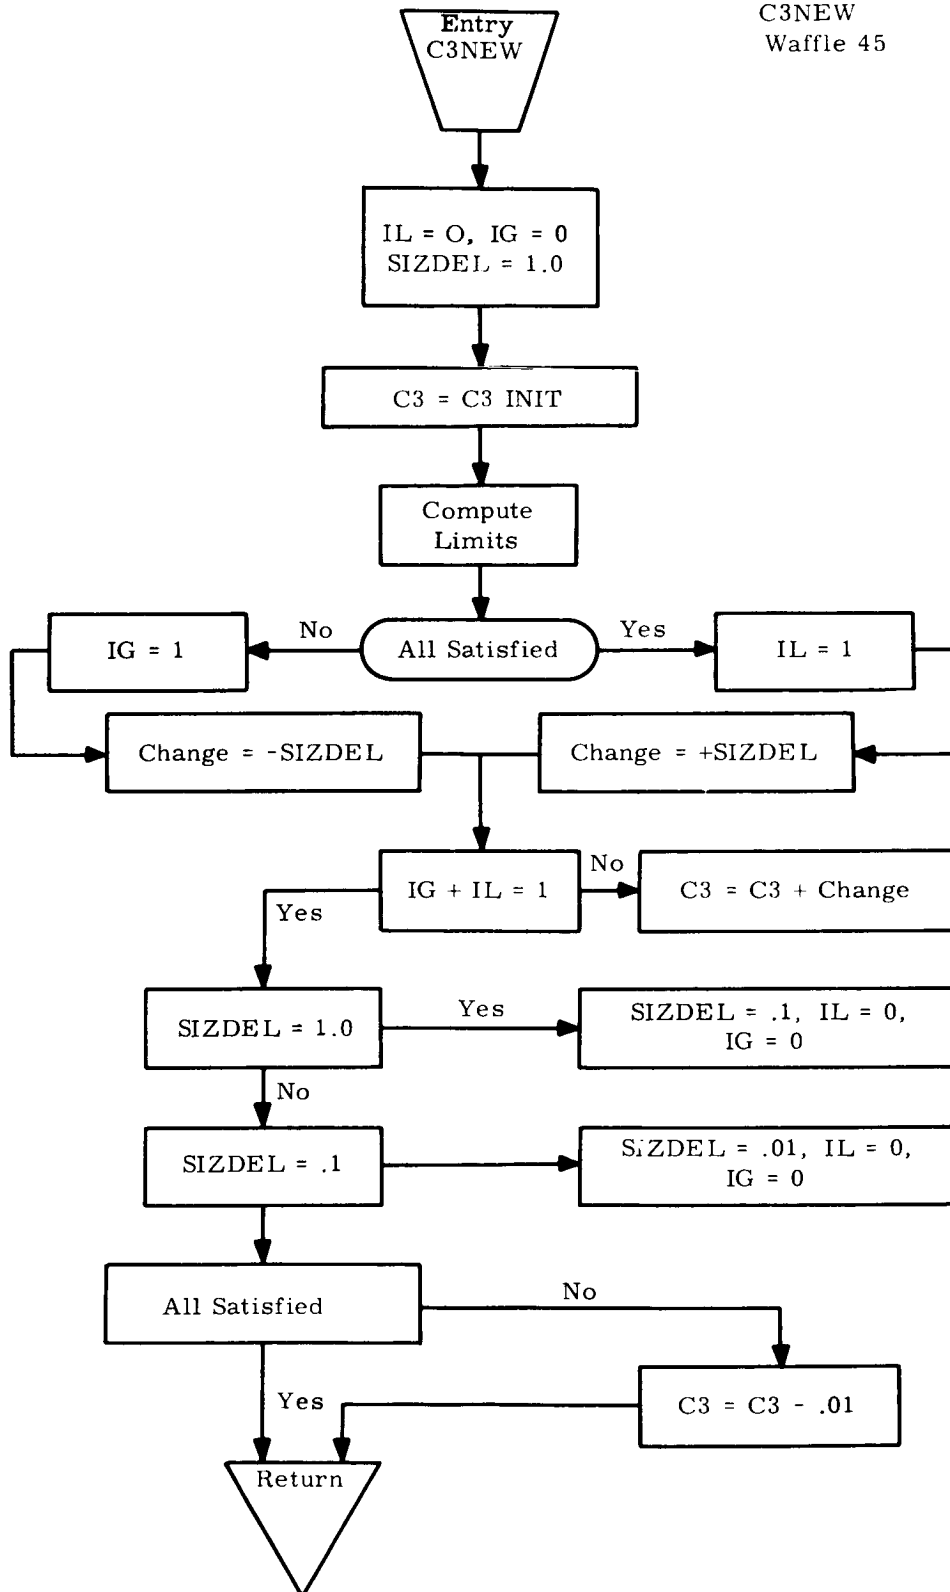 C3NEW
Waffle 45
Entry
C3NEW
IL = O, IG = 0
SIZDEL = 1.0
C3 = C3 INIT
Compute
Limits
IG = 1
No
All Satisfied
Yes
IL = 1
Change = -SIZDEL
Change = +SIZDEL
IG + IL = 1
No
C3 = C3 + Change
Yes
SIZDEL = 1.0
Yes
SIZDEL = .1, IL = 0,
IG = 0
No
SIZDEL = .1
SIZDEL = .01, IL = 0,
IG = 0
All Satisfied
No
Yes
C3 = C3 - .01
Return